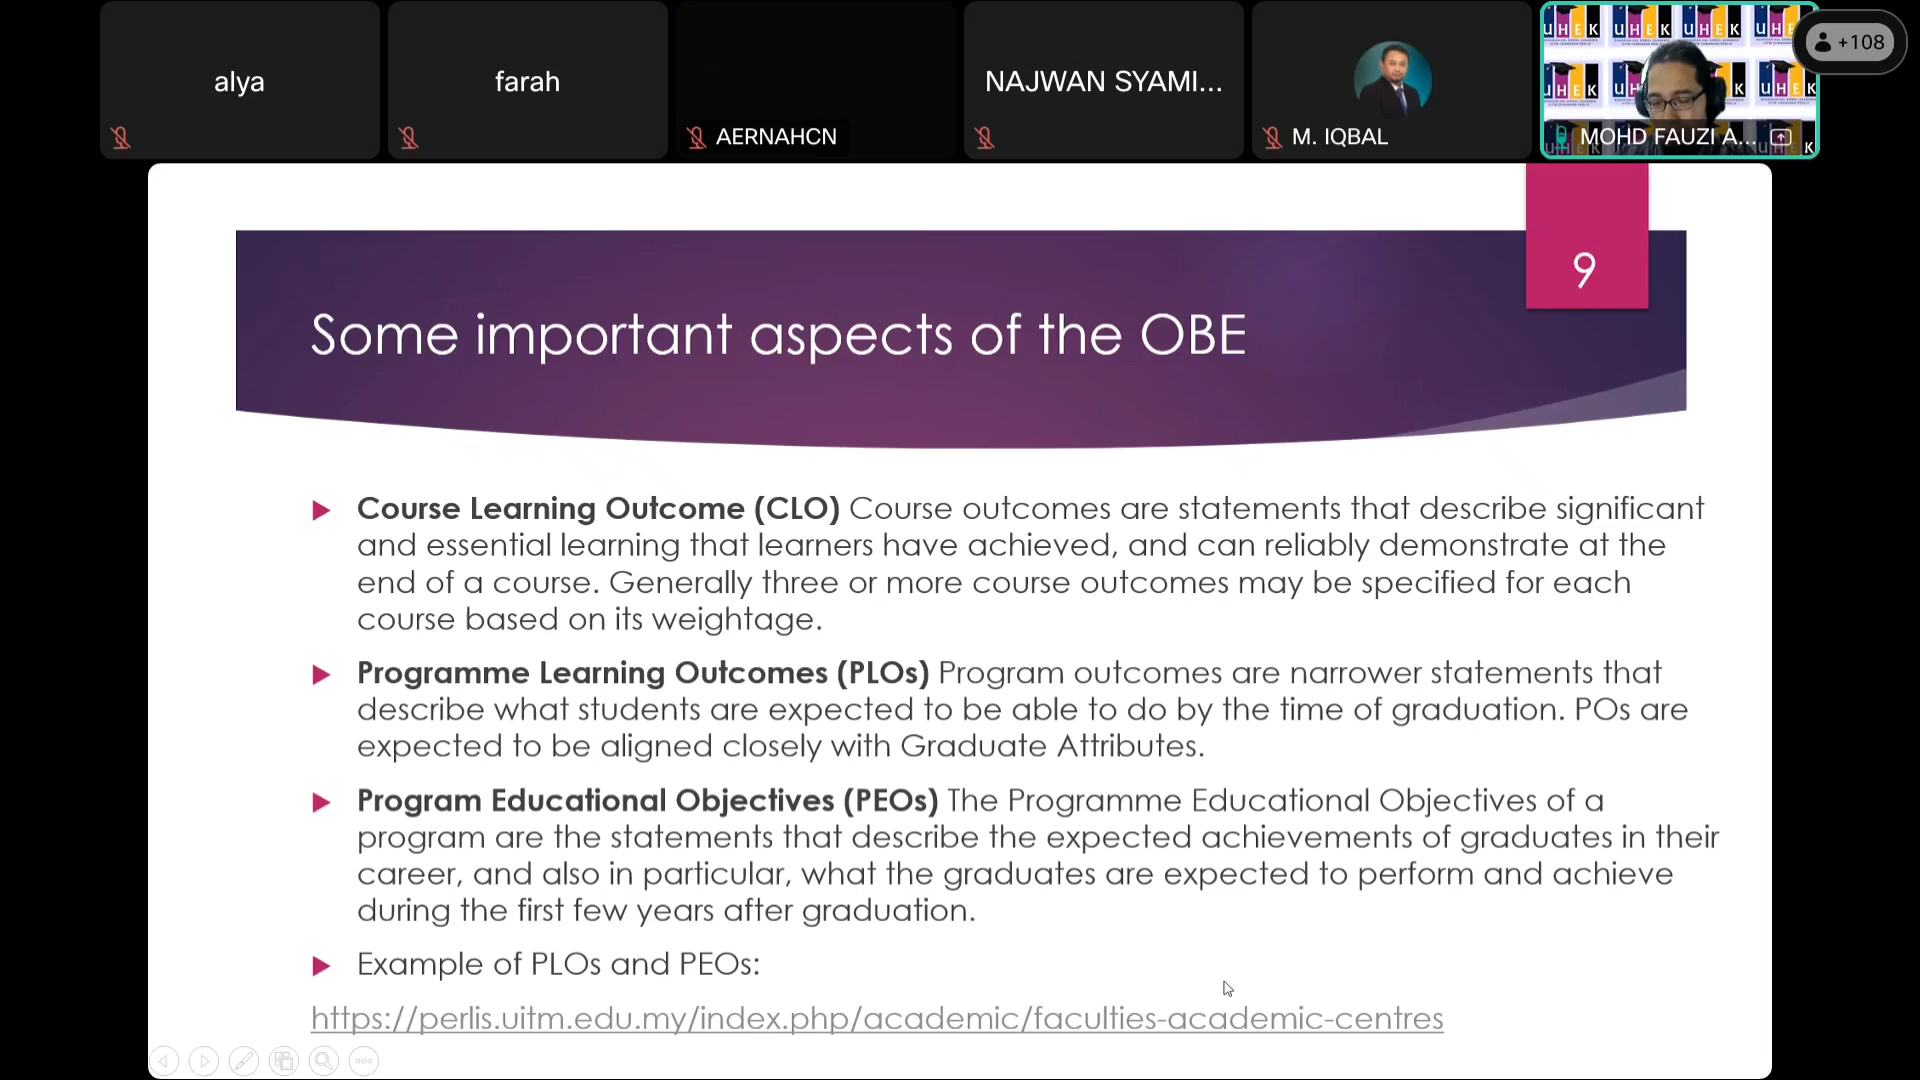 alya
farah
AERNAHCN
NAJWAN SYAMI...
M. IQBAL
MOHD FAUZI A...
+108
UHEK UHEK UHEK
9
Some important aspects of the OBE
Course Learning Outcome (CLO) Course outcomes are statements that describe significant
and essential learning that learners have achieved, and can reliably demonstrate at the
end of a course. Generally three or more course outcomes may be specified for each
course based on its weightage.
Programme Learning Outcomes (PLOs) Program outcomes are narrower statements that
describe what students are expected to be able to do by the time of graduation. POs are
expected to be aligned closely with Graduate Attributes.
Program Educational Objectives (PEOs) The Programme Educational Objectives of a
program are the statements that describe the expected achievements of graduates in their
career, and also in particular, what the graduates are expected to perform and achieve
during the first few years after graduation.
Example of PLOs and PEOs:
https://perlis.uitm.edu.my/index.php/academic/faculties-academic-centres